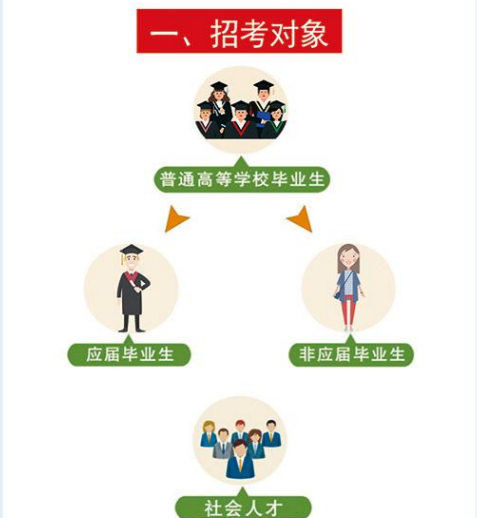 一、招考对象
普通高等学校毕业生
应届毕业生
非应届毕业生
社会人才